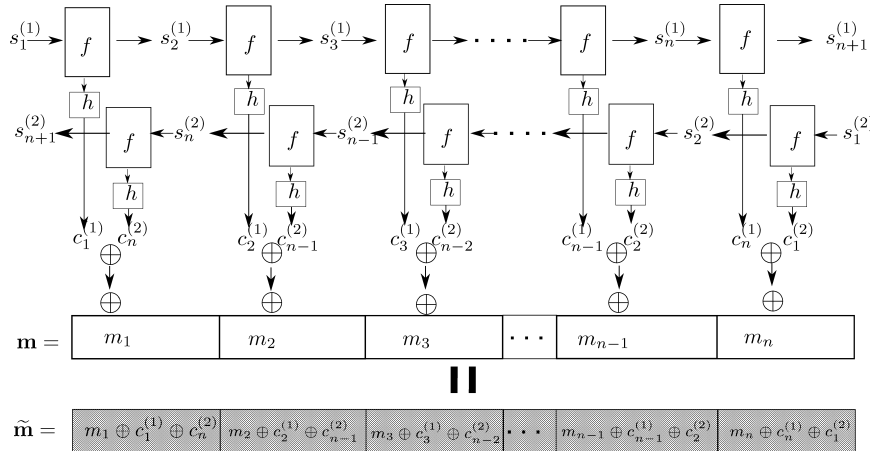 s_1^{(1)} f s_2^{(1)} f s_3^{(1)} f · · · · f s_n^{(1)} f s_{n+1}^{(1)}
h h h h h
s_{n+1}^{(2)} f s_n^{(2)} f s_{n-1}^{(2)} f · · · · f s_2^{(2)} f s_1^{(2)}
h h h h h
c_1^{(1)} c_n^{(2)} c_2^{(1)} c_{n-1}^{(2)} c_3^{(1)} c_{n-2}^{(2)} c_{n-1}^{(1)} c_2^{(2)} c_n^{(1)} c_1^{(2)}
⊕ ⊕ ⊕ ⊕ ⊕
⊕ ⊕ ⊕ ⊕ ⊕
m = m_1 m_2 m_3 · · · m_{n-1} m_n
=
m̃ = m_1 ⊕ c_1^{(1)} ⊕ c_n^{(2)} m_2 ⊕ c_2^{(1)} ⊕ c_{n-1}^{(2)} m_3 ⊕ c_3^{(1)} ⊕ c_{n-2}^{(2)} · · · m_{n-1} ⊕ c_{n-1}^{(1)} ⊕ c_2^{(2)} m_n ⊕ c_n^{(1)} ⊕ c_1^{(2)}